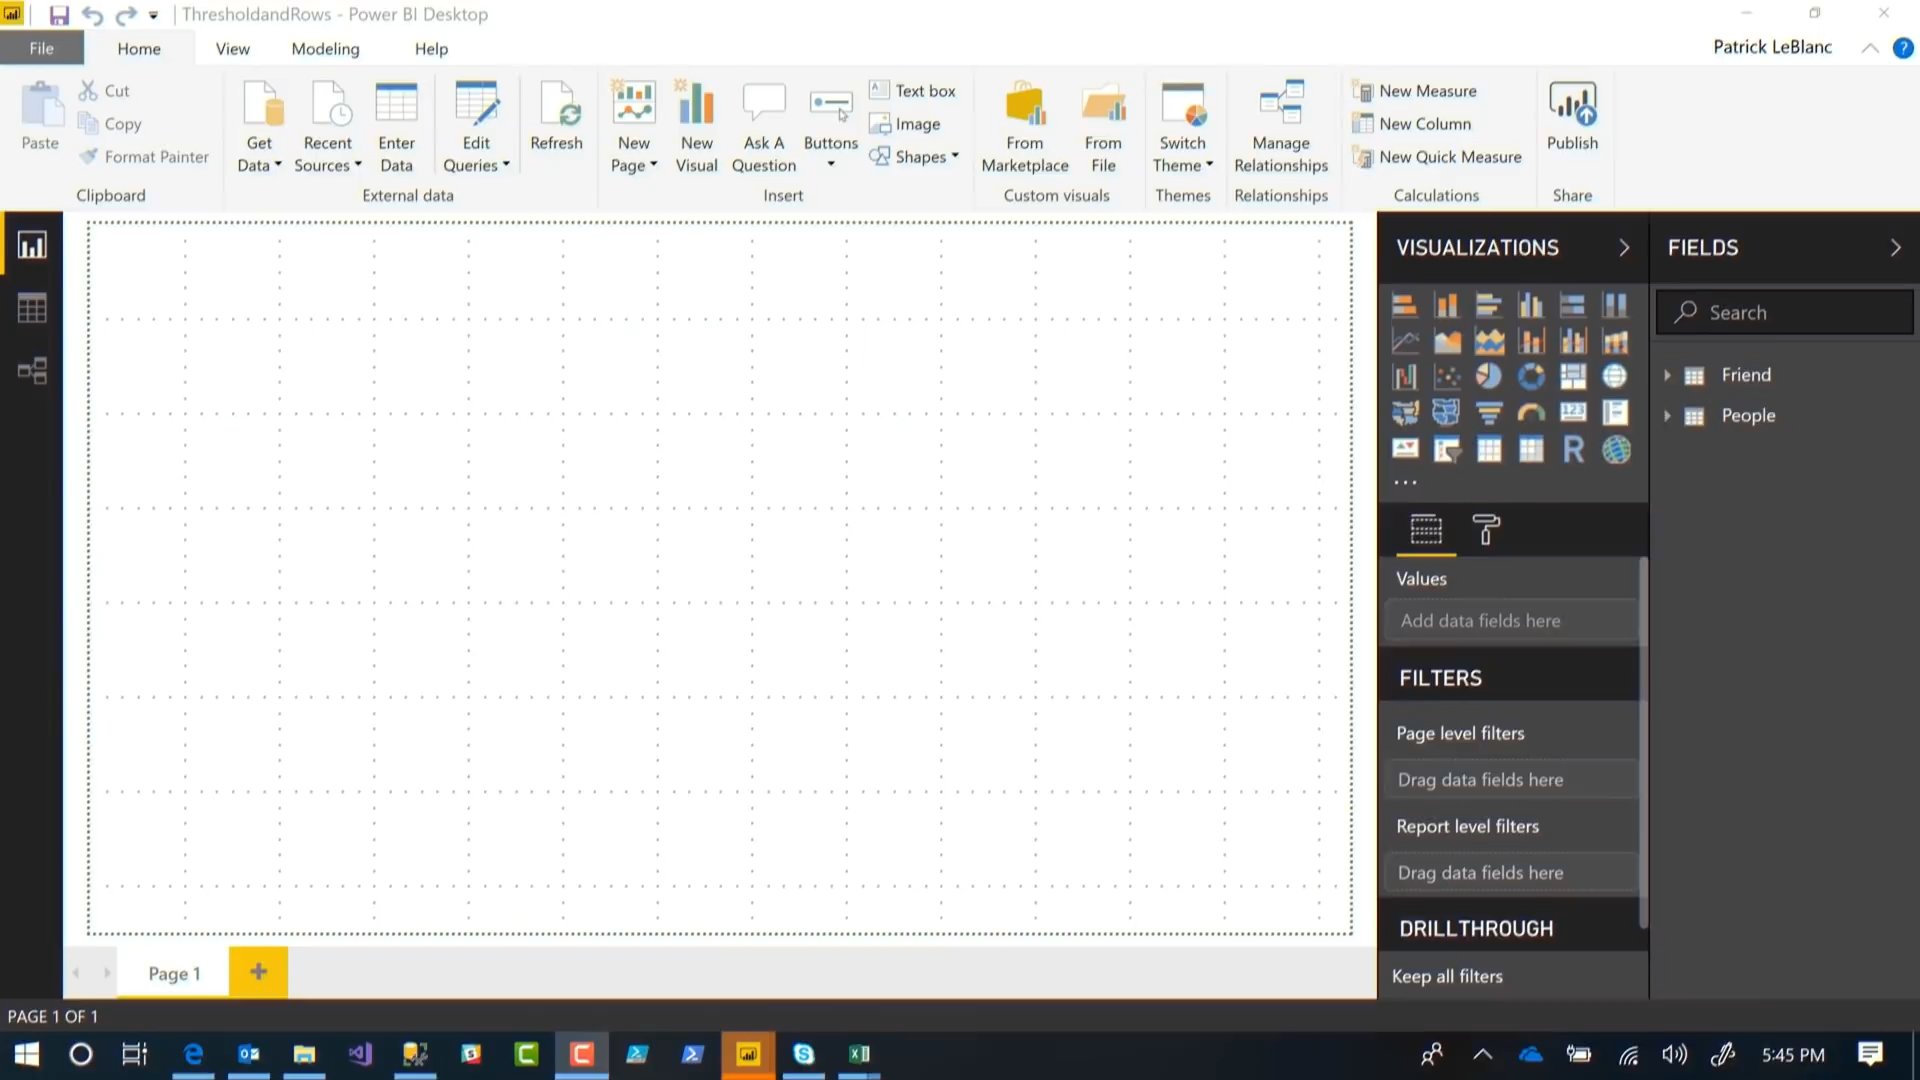 ThresholdandRows - Power BI Desktop
File
Home
View
Modeling
Help
Patrick LeBlanc
?
Paste
Cut
Copy
Format Painter
Clipboard
Get
Data
Recent
Sources
Enter
Data
Edit
Queries
Refresh
External data
New
Page
New
Visual
Ask A
Question
Buttons
Text box
Image
Shapes
Insert
From
Marketplace
From
File
Custom visuals
Switch
Theme
Themes
Manage
Relationships
Relationships
New Measure
New Column
New Quick Measure
Calculations
Publish
Share
VISUALIZATIONS
123
R
...
Values
Add data fields here
FILTERS
Page level filters
Drag data fields here
Report level filters
Drag data fields here
DRILLTHROUGH
Keep all filters
FIELDS
Search
Friend
People
Page 1
+
PAGE 1 OF 1
5:45 PM